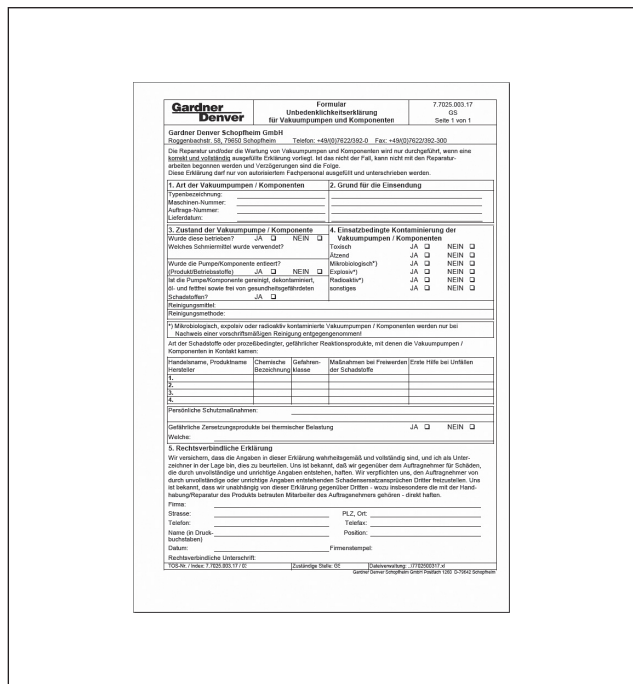 Gardner Denver
Formular
Unbedenklichkeitserklärung
für Vakuumpumpen und Komponenten
7.7025.003.17
GS
Seite 1 von 1
Gardner Denver Schopfheim GmbH
Roggenbachstr. 58, 79650 Schopfheim Telefon: +49/(0)7622/392-0 Fax: +49/(0)7622/392-300
Die Reparatur und/oder die Wartung von Vakuumpumpen und Komponenten wird nur durchgeführt, wenn eine
korrekt und vollständig ausgefüllte Erklärung vorliegt. Ist das nicht der Fall, kann nicht mit den Reparatur-
arbeiten begonnen werden und Verzögerungen sind die Folge.
Diese Erklärung darf nur von autorisiertem Fachpersonal ausgefüllt und unterschrieben werden.
1. Art der Vakuumpumpen / Komponenten
Typenbezeichnung:
Maschinen-Nummer:
Auftrags-Nummer:
Lieferdatum:
2. Grund für die Einsendung
3. Zustand der Vakuumpumpe / Komponente
Wurde diese betrieben? JA ☐ NEIN ☐
Welches Schmiermittel wurde verwendet?
Wurde die Pumpe/Komponente entleert?
(Produkt/Betriebsstoffe) JA ☐ NEIN ☐
Ist die Pumpe/Komponente gereinigt, dekontaminiert,
öl- und fettfrei sowie frei von gesundheitsgefährdeten
Schadstoffen? JA ☐
4. Einsatzbedingte Kontaminierung der
Vakuumpumpen / Komponenten
Toxisch JA ☐ NEIN ☐
Ätzend JA ☐ NEIN ☐
Mikrobiologisch*) JA ☐ NEIN ☐
Explosiv*) JA ☐ NEIN ☐
Radioaktiv*) JA ☐ NEIN ☐
sonstiges JA ☐ NEIN ☐
Reinigungsmittel:
Reinigungsmethode:
*) Mikrobiologisch, expolsiv oder radioaktiv kontaminierte Vakuumpumpen / Komponenten werden nur bei
Nachweis einer vorschriftsmäßigen Reinigung entgegengenommen!
Art der Schadstoffe oder prozeßbedingter, gefährlicher Reaktionsprodukte, mit denen die Vakuumpumpen /
Komponenten in Kontakt kamen:
Handelsname, Produktname Chemische Gefahren- Maßnahmen bei Freiwerden Erste Hilfe bei Unfällen
Hersteller Bezeichnung klasse der Schadstoffe
1.
2.
3.
4.
Persönliche Schutzmaßnahmen:
Gefährliche Zersetzungsprodukte bei thermischer Belastung JA ☐ NEIN ☐
Welche:
5. Rechtsverbindliche Erklärung
Wir versichern, dass die Angaben in dieser Erklärung wahrheitsgemäß und vollständig sind, und ich als Unter-
zeichner in der Lage bin, dies zu beurteilen. Uns ist bekannt, daß wir gegenüber dem Auftragnehmer für Schäden,
die durch unvollständige und unrichtige Angaben entstehen, haften. Wir verpflichten uns, den Auftragnehmer von
durch unvollständige oder unrichtige Angaben entstehenden Schadensersatzansprüchen Dritter freizustellen. Uns
ist bekannt, dass wir unabhängig von dieser Erklärung gegenüber Dritten - wozu insbesondere die mit der Hand-
habung/Reparatur des Produkts betrauten Mitarbeiter des Auftragnehmers gehören - direkt haften.
Firma:
Strasse: PLZ, Ort:
Telefon: Telefax:
Name (in Druck- Position:
buchstaben)
Datum: Firmenstempel:
Rechtsverbindliche Unterschrift:
TOS-Nr. / Index: 7.7025.003.17 / 0 Zuständige Stelle: GS Dateiverwaltung: ..\7702500317.xl
Gardner Denver Schopfheim GmbH Postfach 1260 D-79642 Schopfheim